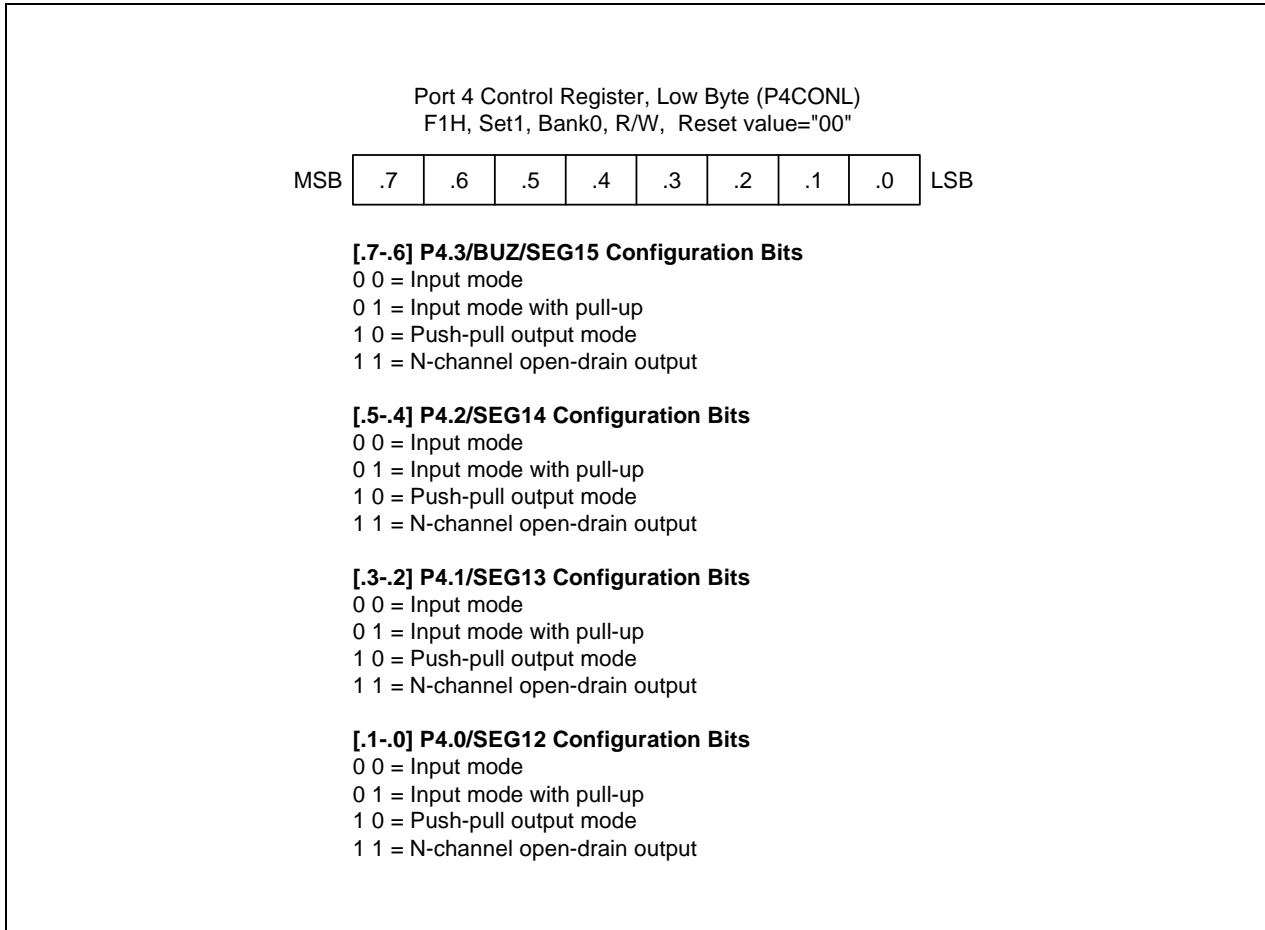 Port 4 Control Register, Low Byte (P4CONL)
F1H, Set1, Bank0, R/W, Reset value="00"
MSB .7 .6 .5 .4 .3 .2 .1 .0 LSB
[.7-.6] P4.3/BUZ/SEG15 Configuration Bits
0 0 = Input mode
0 1 = Input mode with pull-up
1 0 = Push-pull output mode
1 1 = N-channel open-drain output
[.5-.4] P4.2/SEG14 Configuration Bits
0 0 = Input mode
0 1 = Input mode with pull-up
1 0 = Push-pull output mode
1 1 = N-channel open-drain output
[.3-.2] P4.1/SEG13 Configuration Bits
0 0 = Input mode
0 1 = Input mode with pull-up
1 0 = Push-pull output mode
1 1 = N-channel open-drain output
[.1-.0] P4.0/SEG12 Configuration Bits
0 0 = Input mode
0 1 = Input mode with pull-up
1 0 = Push-pull output mode
1 1 = N-channel open-drain output